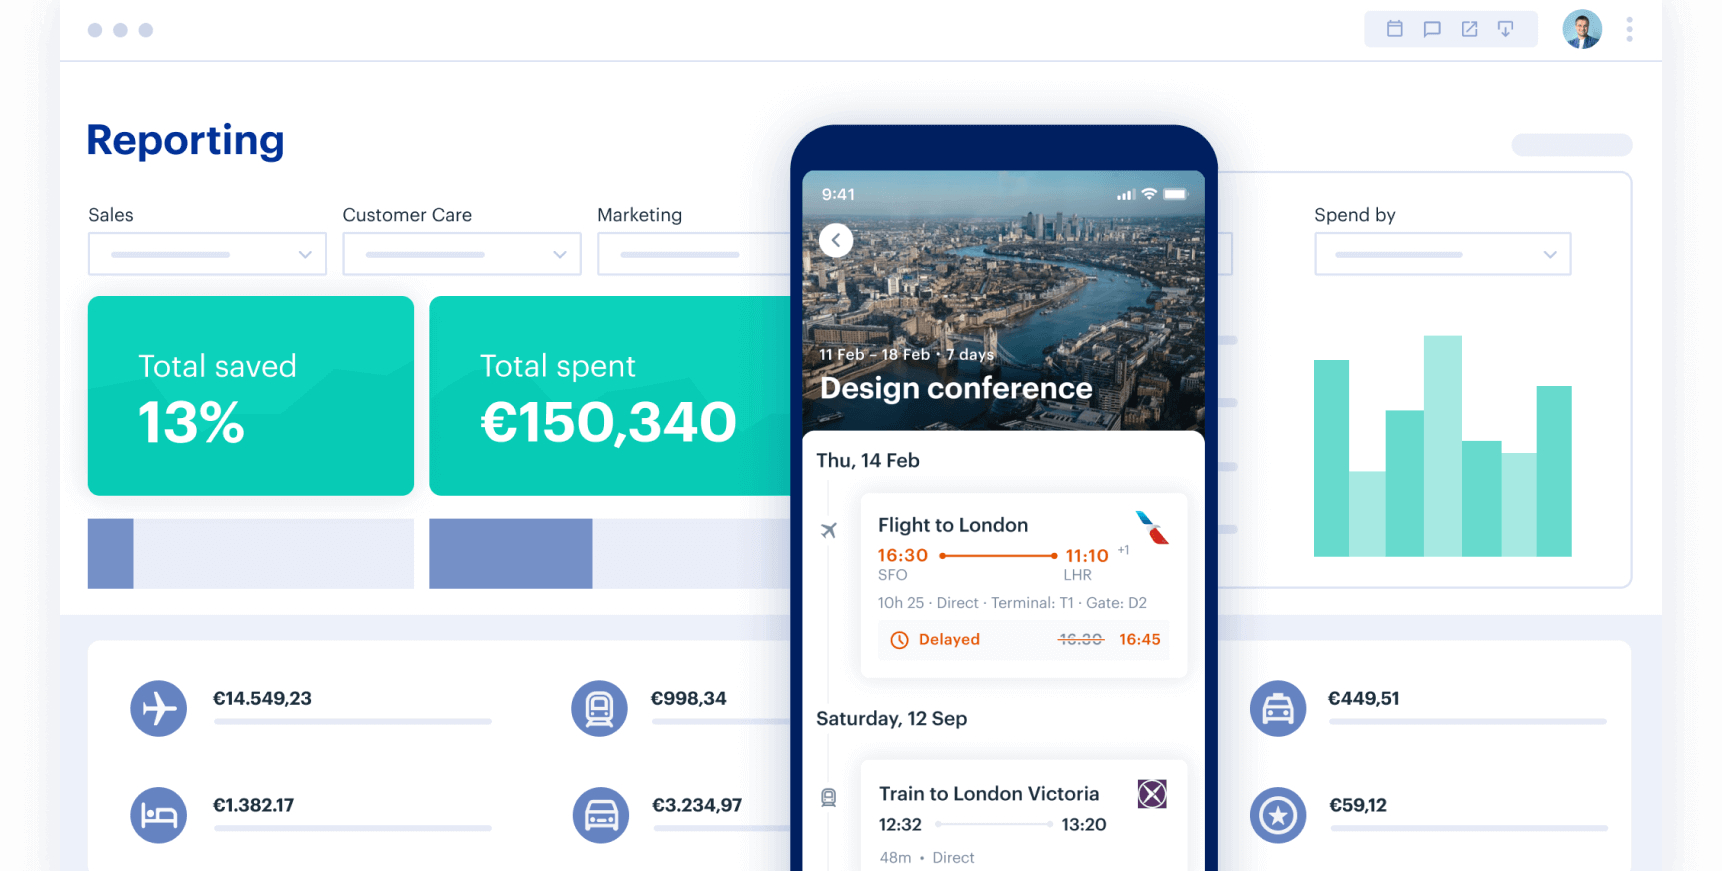 Reporting
Sales
Customer Care
Marketing
Spend by
Total saved
13%
Total spent
€150,340
€14.549,23
€998,34
€449,51
€1.382.17
€3.234,97
€59,12
9:41
11 Feb – 18 Feb • 7 days
Design conference
Thu, 14 Feb
Flight to London
16:30 11:10 +1
SFO LHR
10h 25 · Direct · Terminal: T1 · Gate: D2
Delayed 16:30 16:45
Saturday, 12 Sep
Train to London Victoria
12:32 13:20
48m • Direct